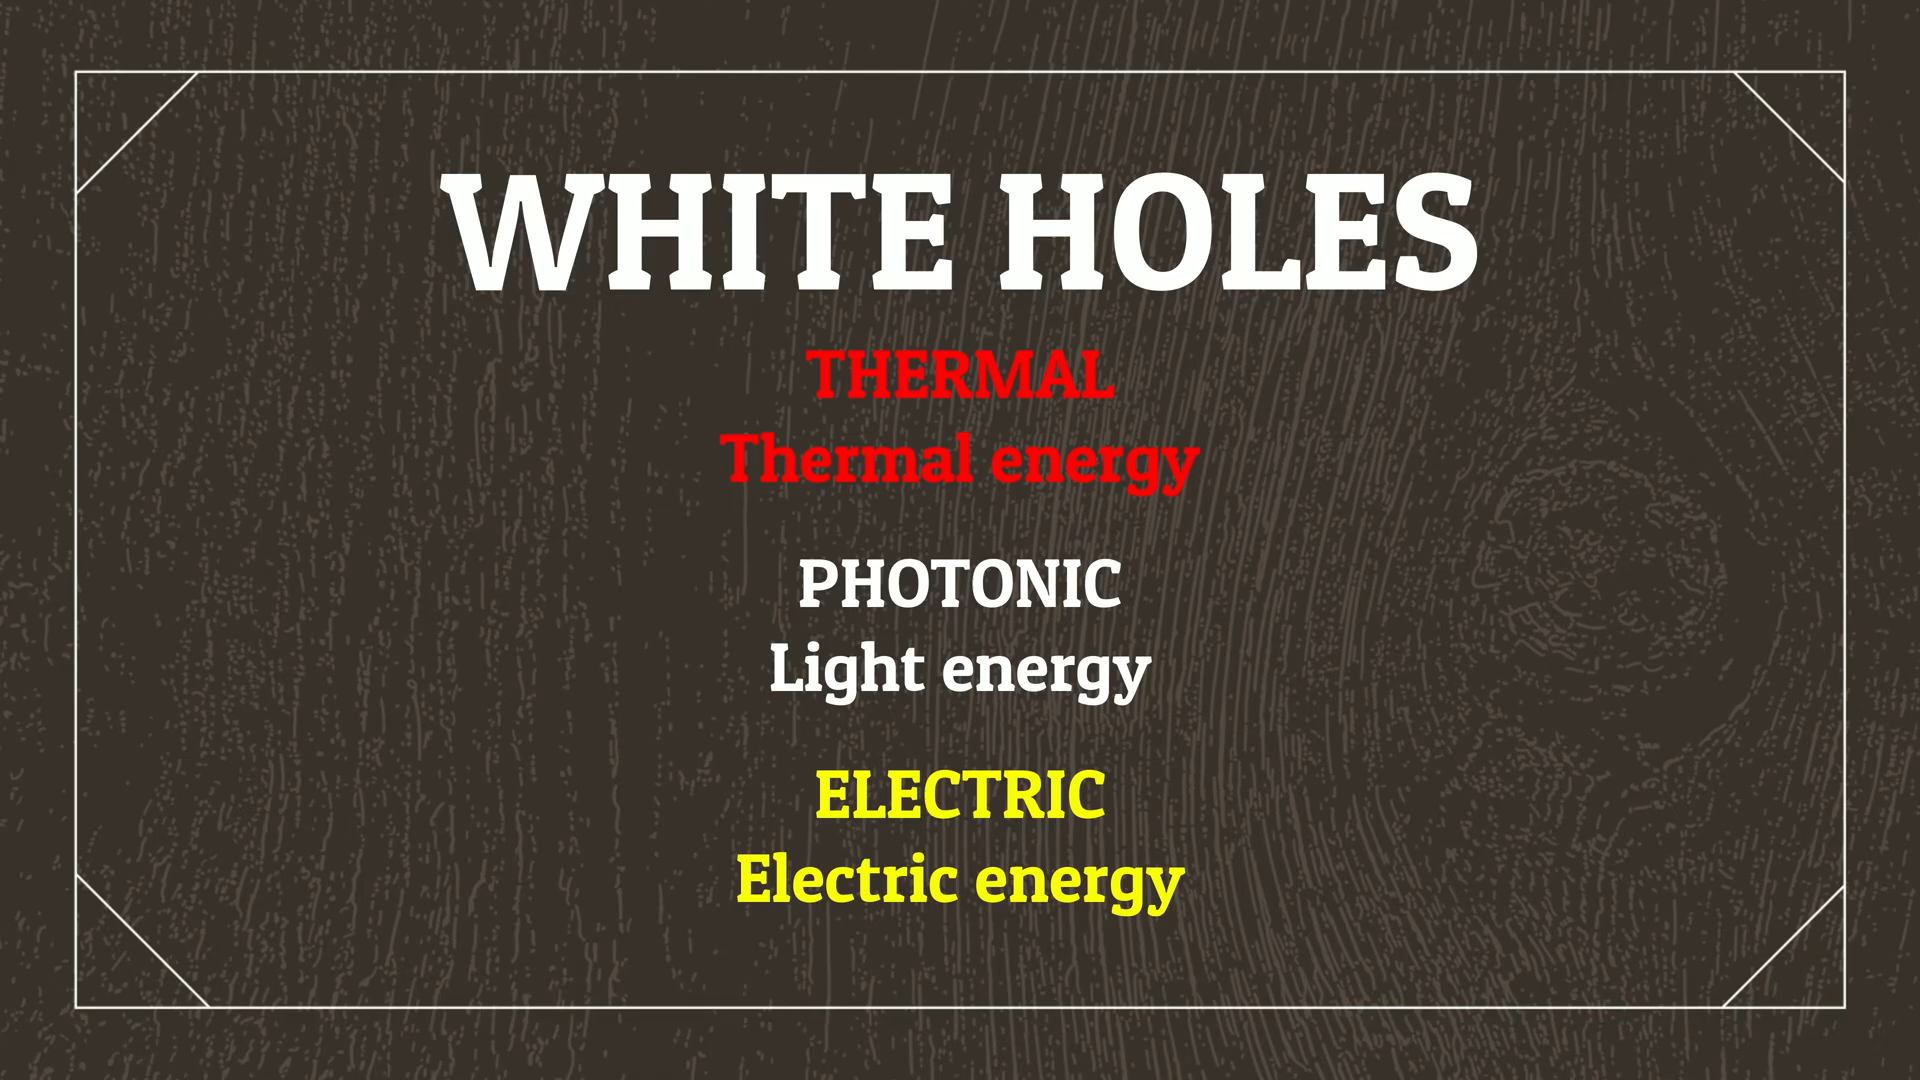 WHITE HOLES
THERMAL
Thermal energy
PHOTONIC
Light energy
ELECTRIC
Electric energy